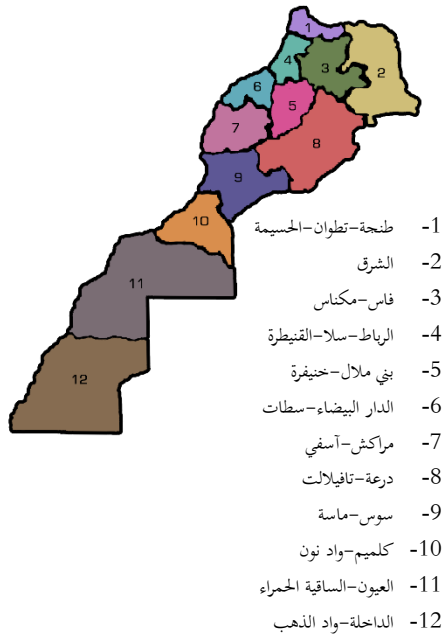 1
2
3
4
5
6
7
8
9
10
11
12
1- طنجة-تطوان-الحسيمة
2- الشرق
3- فاس-مكناس
4- الرباط-سلا-القنيطرة
5- بني ملال-خنيفرة
6- الدار البيضاء-سطات
7- مراكش-آسفي
8- درعة-تافيلالت
9- سوس-ماسة
10- كلميم-واد نون
11- العيون-الساقية الحمراء
12- الداخلة-واد الذهب